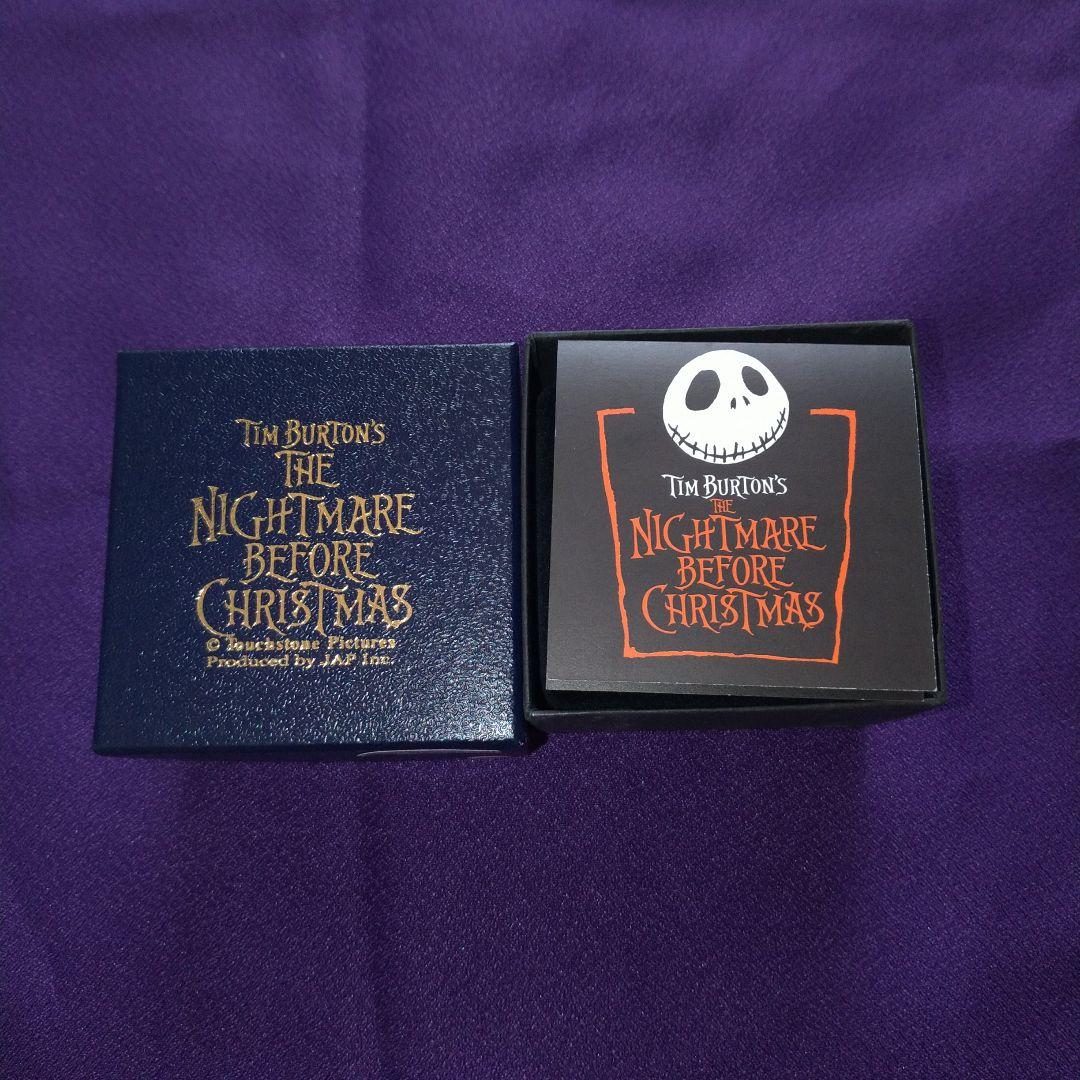 TIM BURTON'S
THE
NIGHTMARE
BEFORE
CHRISTMAS
© Touchstone Pictures
Produced by JAP Inc.
TIM BURTON'S
THE
NIGHTMARE
BEFORE
CHRISTMAS